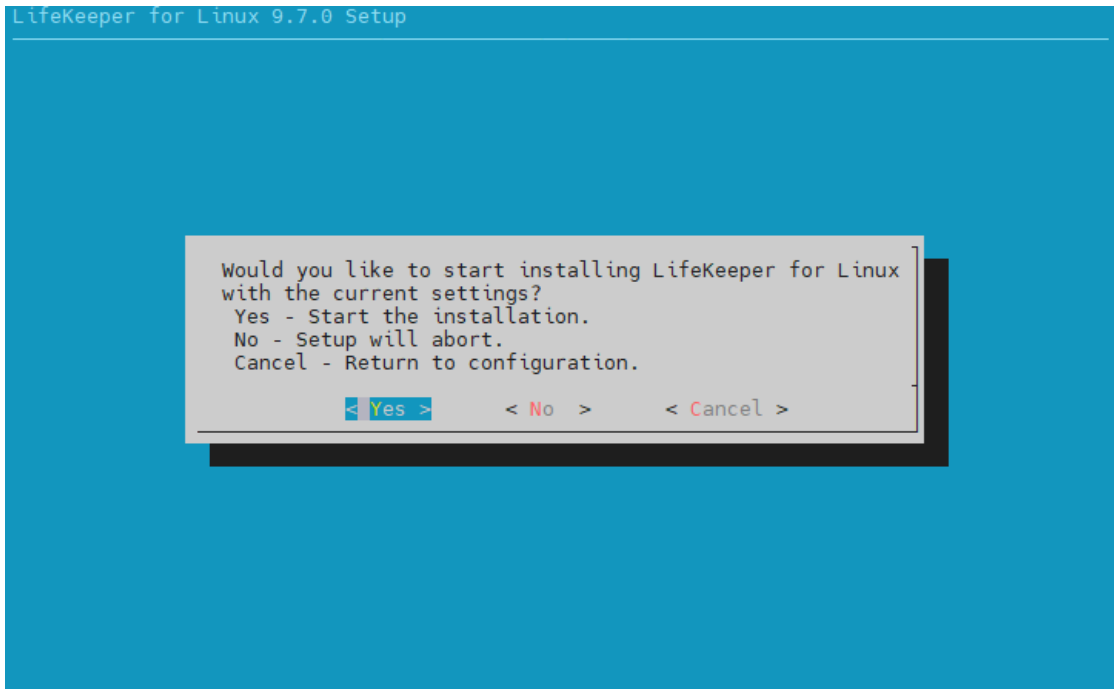 LifeKeeper for Linux 9.7.0 Setup
Would you like to start installing LifeKeeper for Linux
with the current settings?
Yes - Start the installation.
No - Setup will abort.
Cancel - Return to configuration.
< Yes > < No > < Cancel >